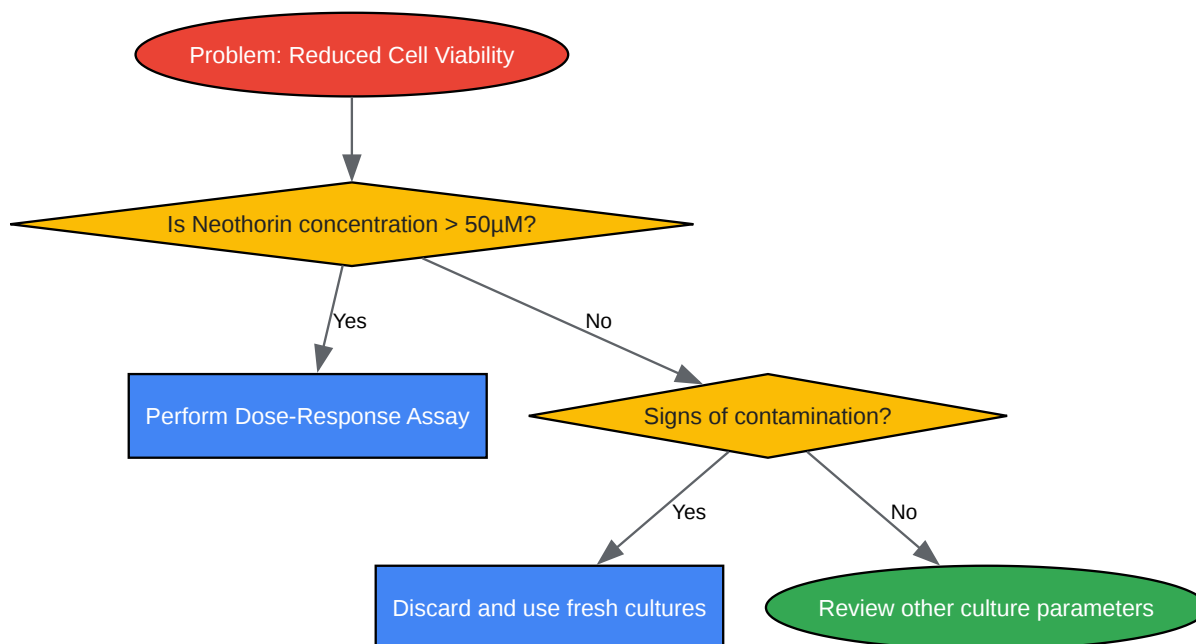 Problem: Reduced Cell Viability
Is Neothorin concentration > 50µM?
Yes
No
Perform Dose-Response Assay
Signs of contamination?
Yes
No
Discard and use fresh cultures
Review other culture parameters